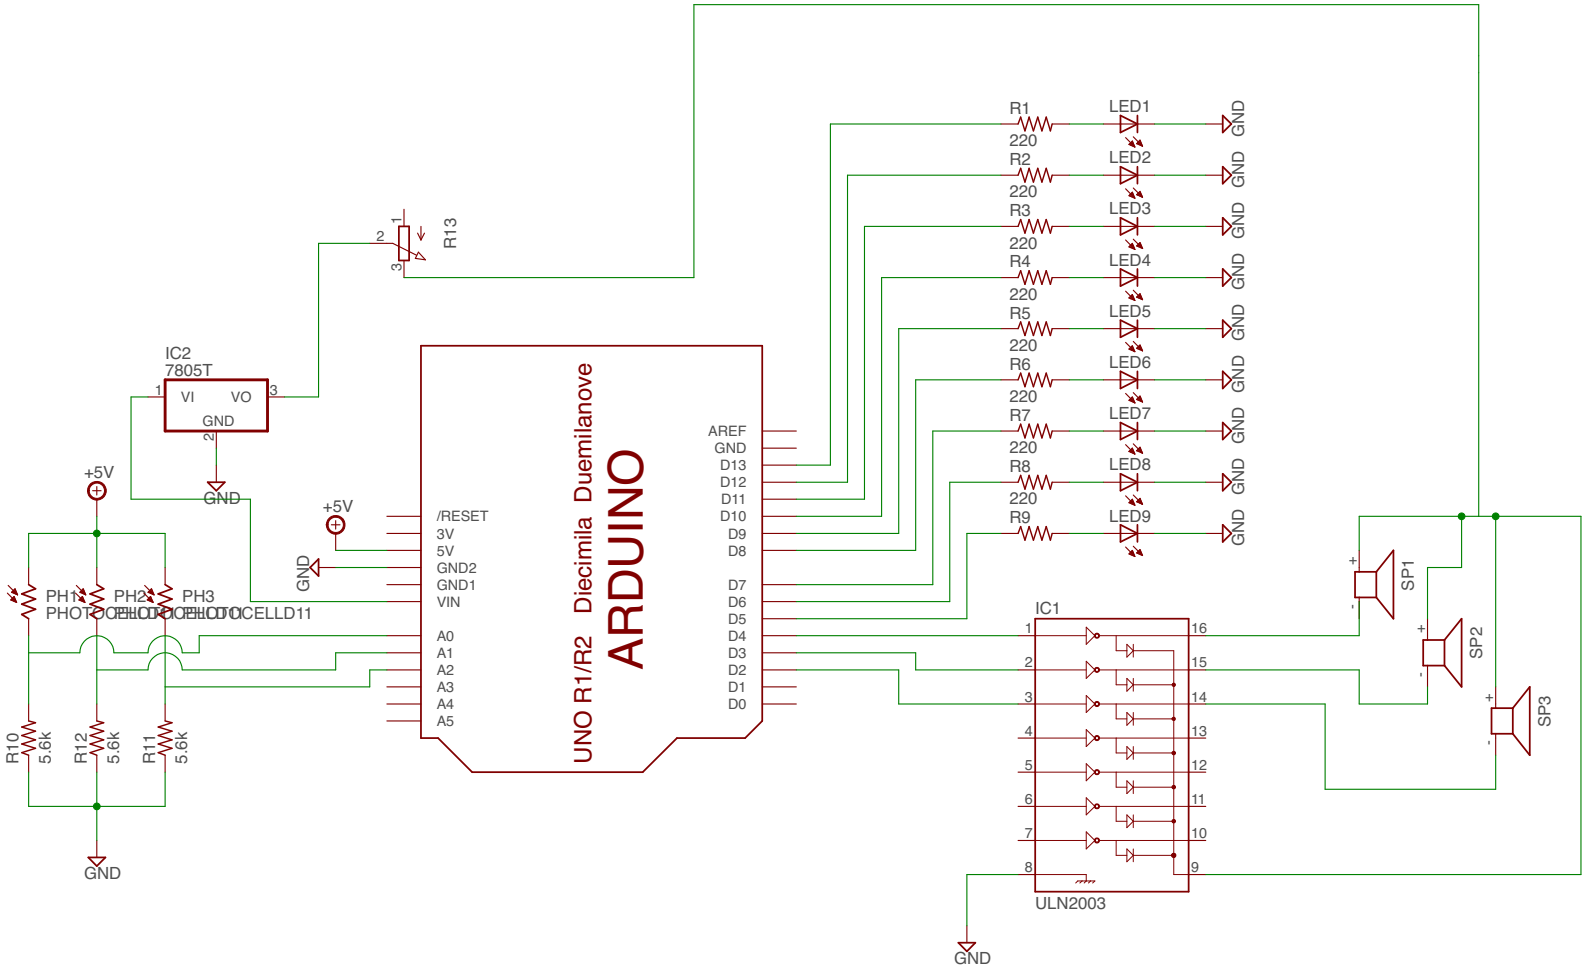 R1
220
LED1
GND
R2
220
LED2
GND
R3
220
LED3
GND
R4
220
LED4
GND
R5
220
LED5
GND
R6
220
LED6
GND
R7
220
LED7
GND
R8
220
LED8
GND
R9
LED9
GND
1
2
3
R13
IC2
7805T
1
VI
VO
3
GND
2
GND
+5V
+5V
GND
PH1
PHOTOCELLD11
PH2
PHOTOCELLD11
PH3
PHOTOCELLD11
R10
5.6k
R12
5.6k
R11
5.6k
GND
/RESET
3V
5V
GND2
GND1
VIN
A0
A1
A2
A3
A4
A5
UNO R1/R2 Diecimila Duemilanove
ARDUINO
AREF
GND
D13
D12
D11
D10
D9
D8
D7
D6
D5
D4
D3
D2
D1
D0
IC1
1
2
3
4
5
6
7
8
16
15
14
13
12
11
10
9
ULN2003
GND
+
-
SP1
+
-
SP2
+
-
SP3